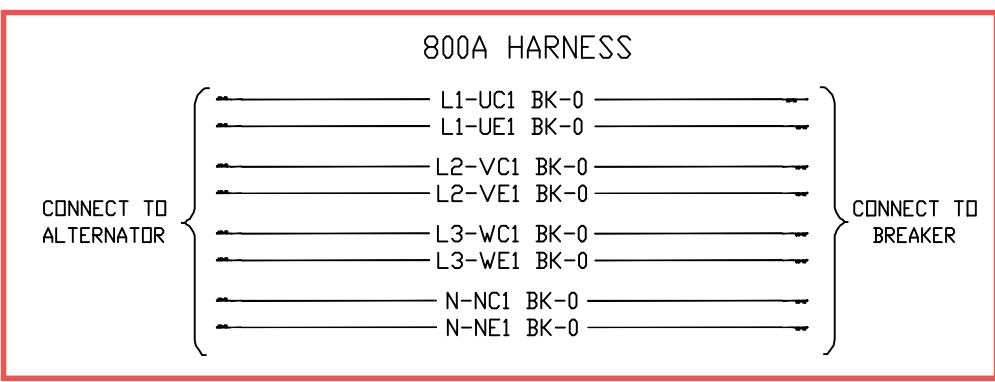 800A HARNESS
L1-UC1 BK-0
L1-UE1 BK-0
L2-VC1 BK-0
L2-VE1 BK-0
CONNECT TO
ALTERNATOR
L3-WC1 BK-0
L3-WE1 BK-0
N-NC1 BK-0
N-NE1 BK-0
CONNECT TO
BREAKER